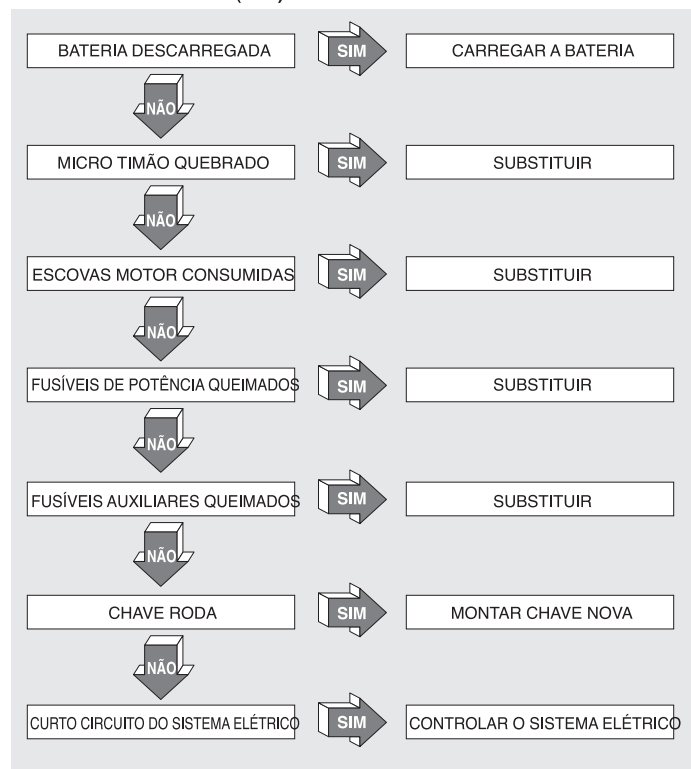 BATERIA DESCARREGADA SIM CARREGAR A BATERIA
NÃO
MICRO TIMÃO QUEBRADO SIM SUBSTITUIR
NÃO
ESCOVAS MOTOR CONSUMIDAS SIM SUBSTITUIR
NÃO
FUSÍVEIS DE POTÊNCIA QUEIMADOS SIM SUBSTITUIR
NÃO
FUSÍVEIS AUXILIARES QUEIMADOS SIM SUBSTITUIR
NÃO
CHAVE RODA SIM MONTAR CHAVE NOVA
NÃO
CURTO CIRCUITO DO SISTEMA ELÉTRICO SIM CONTROLAR O SISTEMA ELÉTRICO